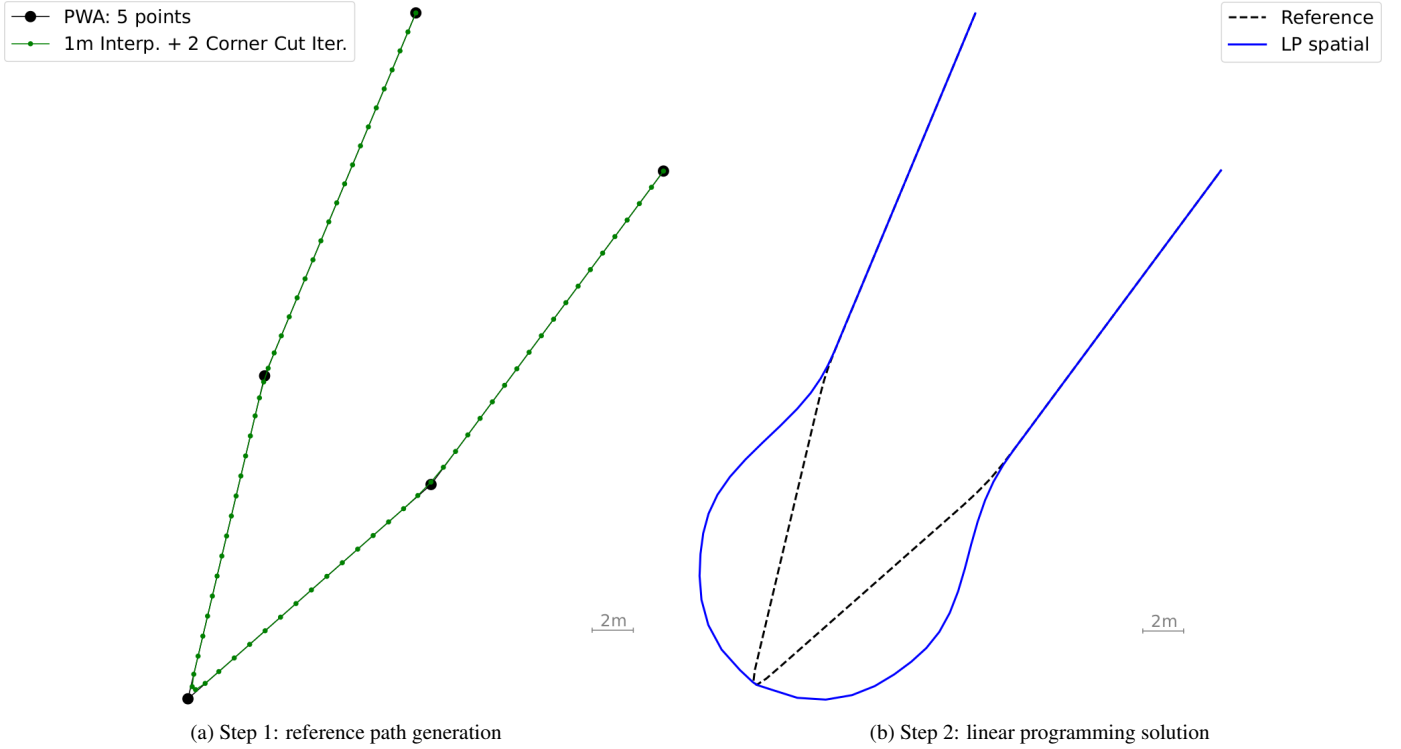 PWA: 5 points
1m Interp. + 2 Corner Cut Iter.
2m
(a) Step 1: reference path generation
Reference
LP spatial
2m
(b) Step 2: linear programming solution